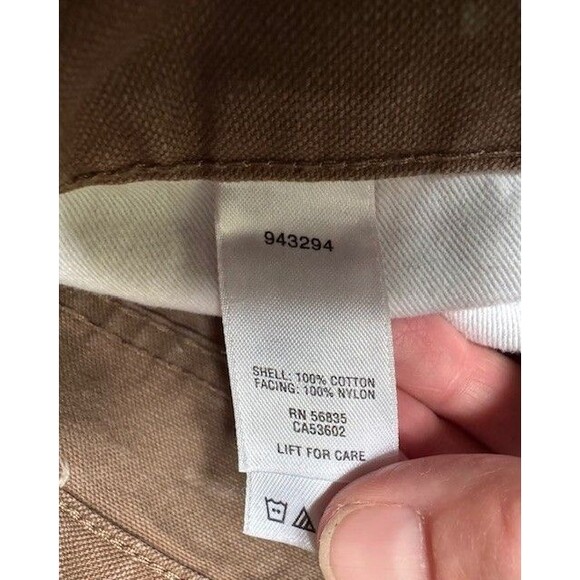 943294
SHELL: 100% COTTON
FACING: 100% NYLON
RN 56835
CA53602
LIFT FOR CARE